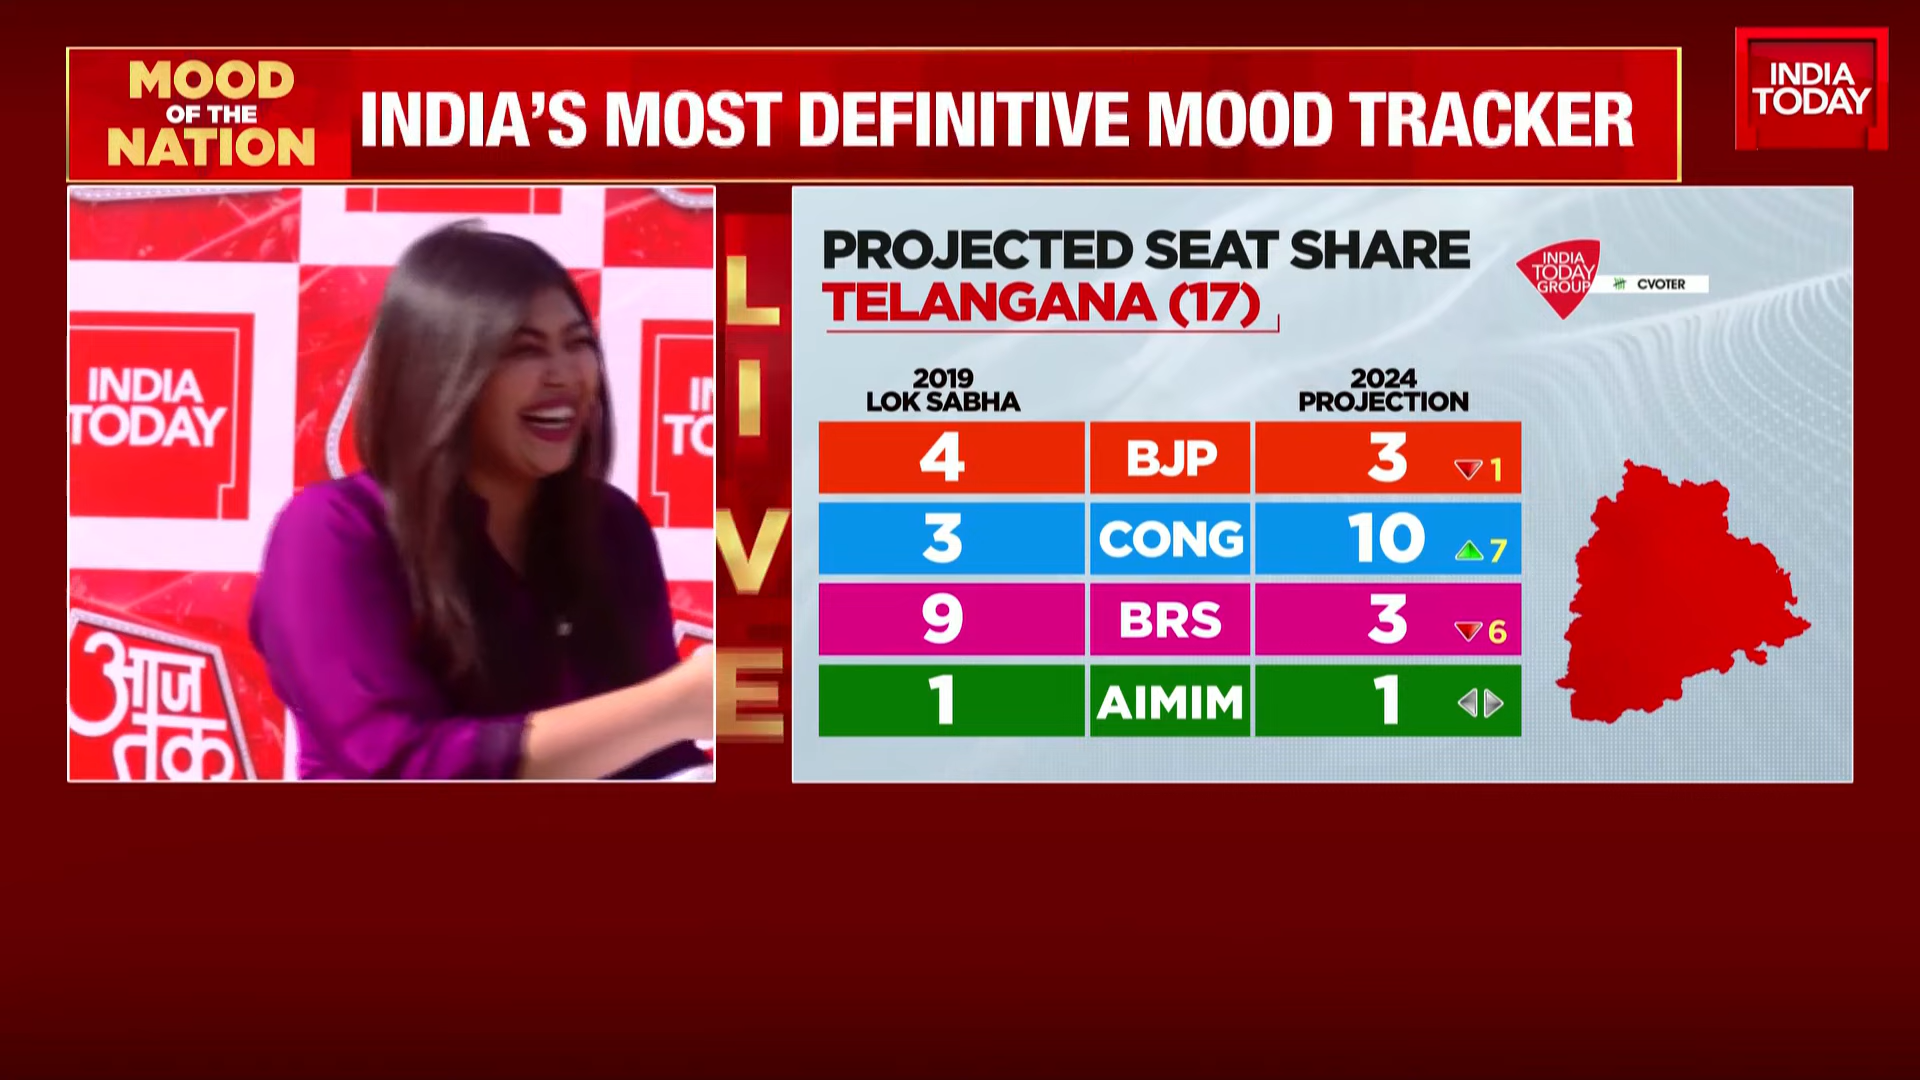 MOOD
OF THE
NATION
INDIA'S MOST DEFINITIVE MOOD TRACKER
INDIA
TODAY
INDIA
TODAY
IN
TO
आज
तक
L
I
V
E
PROJECTED SEAT SHARE
TELANGANA (17)
INDIA
TODAY
GROUP
CVOTER
2019
LOK SABHA
2024
PROJECTION
4 BJP 3 1
3 CONG 10 7
9 BRS 3 6
1 AIMIM 1